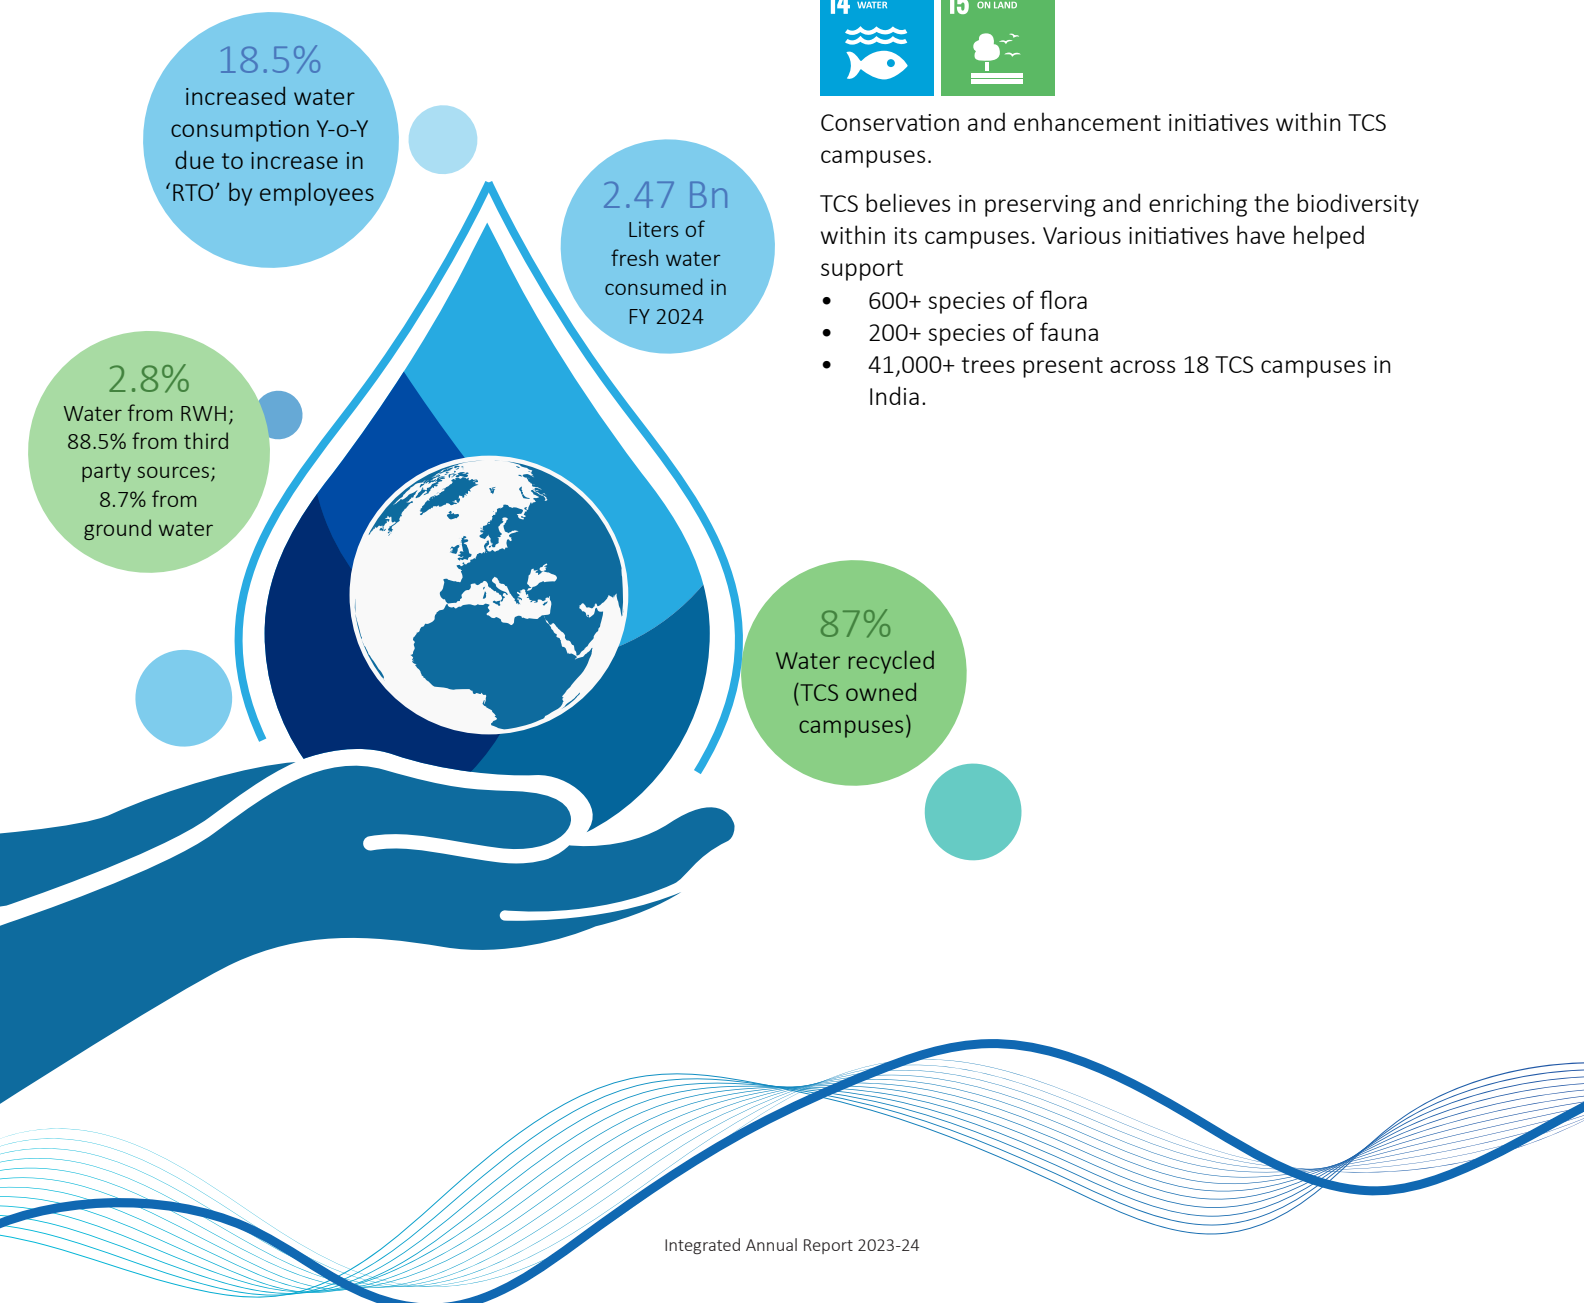 18.5%
increased water
consumption Y-o-Y
due to increase in
‘RTO’ by employees
2.47 Bn
Liters of
fresh water
consumed in
FY 2024
2.8%
Water from RWH;
88.5% from third
party sources;
8.7% from
ground water
87%
Water recycled
(TCS owned
campuses)
14 WATER
15 ON LAND
Conservation and enhancement initiatives within TCS
campuses.
TCS believes in preserving and enriching the biodiversity
within its campuses. Various initiatives have helped
support
• 600+ species of flora
• 200+ species of fauna
• 41,000+ trees present across 18 TCS campuses in
India.
Integrated Annual Report 2023-24